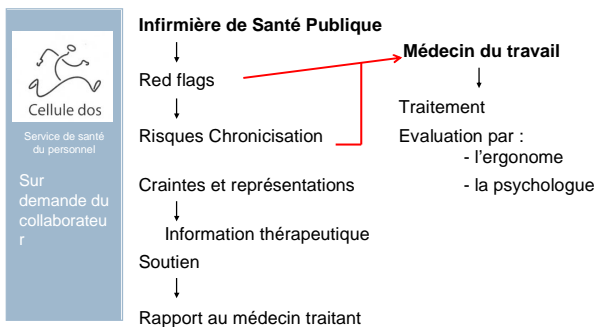 Cellule dos
Service de santé
du personnel
Sur
demande du
collaborateu
r
Infirmière de Santé Publique
Red flags
Risques Chronicisation
Craintes et représentations
Information thérapeutique
Soutien
Rapport au médecin traitant
Médecin du travail
Traitement
Evaluation par :
- l'ergonome
- la psychologue